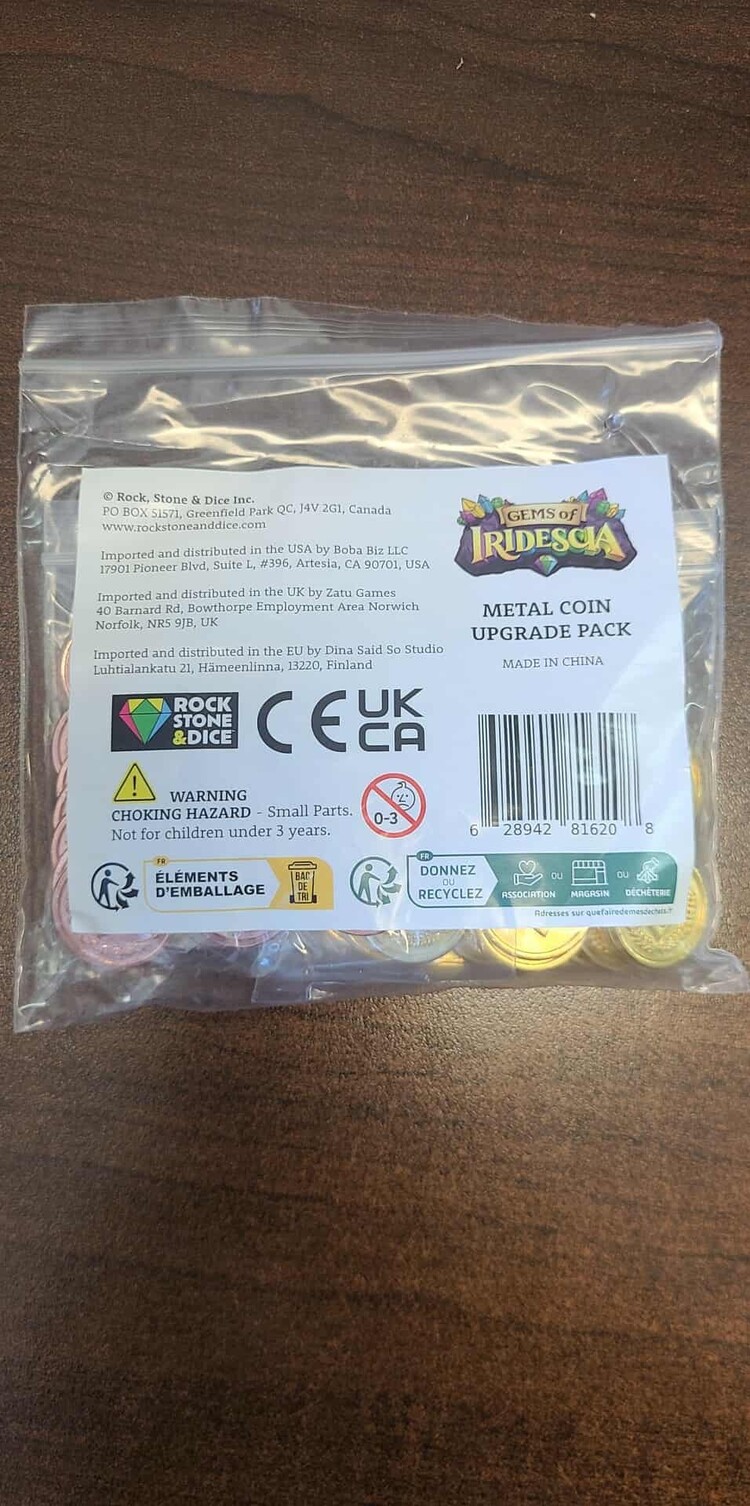 © Rock, Stone & Dice Inc.
PO BOX 51571, Greenfield Park QC, J4V 2G1, Canada
www.rockstoneanddice.com
Imported and distributed in the USA by Boba Biz LLC
17901 Pioneer Blvd, Suite L, #396, Artesia, CA 90701, USA
Imported and distributed in the UK by Zatu Games
40 Barnard Rd, Bowthorpe Employment Area Norwich
Norfolk, NR5 9JB, UK
Imported and distributed in the EU by Dina Said So Studio
Luhtialankatu 21, Hämeenlinna, 13220, Finland
GEMS of
IRIDESCIA
METAL COIN
UPGRADE PACK
MADE IN CHINA
ROCK
STONE
&DICE
CE
UK
CA
WARNING
CHOKING HAZARD - Small Parts.
Not for children under 3 years.
0-3
6 28942 81620 8
FR
ÉLÉMENTS
D'EMBALLAGE
BAC
DE
TRI
FR
DONNEZ
OU
RECYCLEZ
ASSOCIATION
OU
MAGASIN
OU
DÉCHÈTERIE
Adresses sur quefairedemesdechets.fr